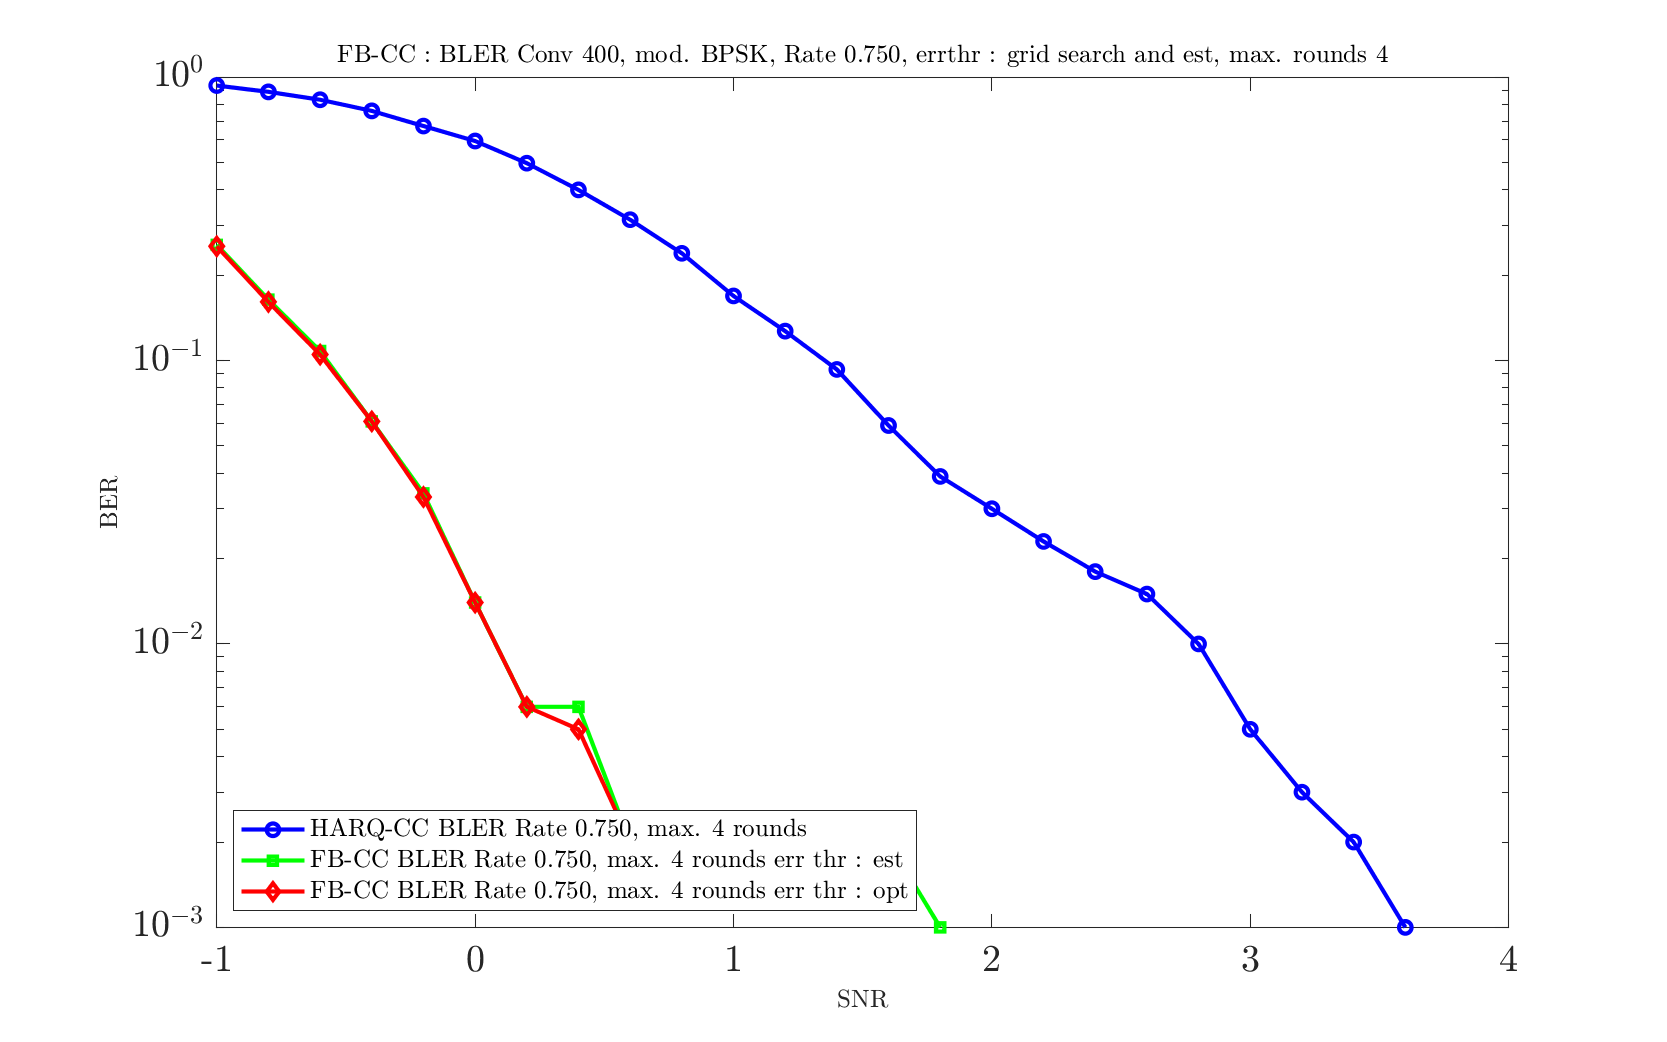 FB-CC : BLER Conv 400, mod. BPSK, Rate 0.750, errthr : grid search and est, max. rounds 4
10^0
10^-1
10^-2
10^-3
BER
HARQ-CC BLER Rate 0.750, max. 4 rounds
FB-CC BLER Rate 0.750, max. 4 rounds err thr : est
FB-CC BLER Rate 0.750, max. 4 rounds err thr : opt
-1 0 1 2 3 4
SNR